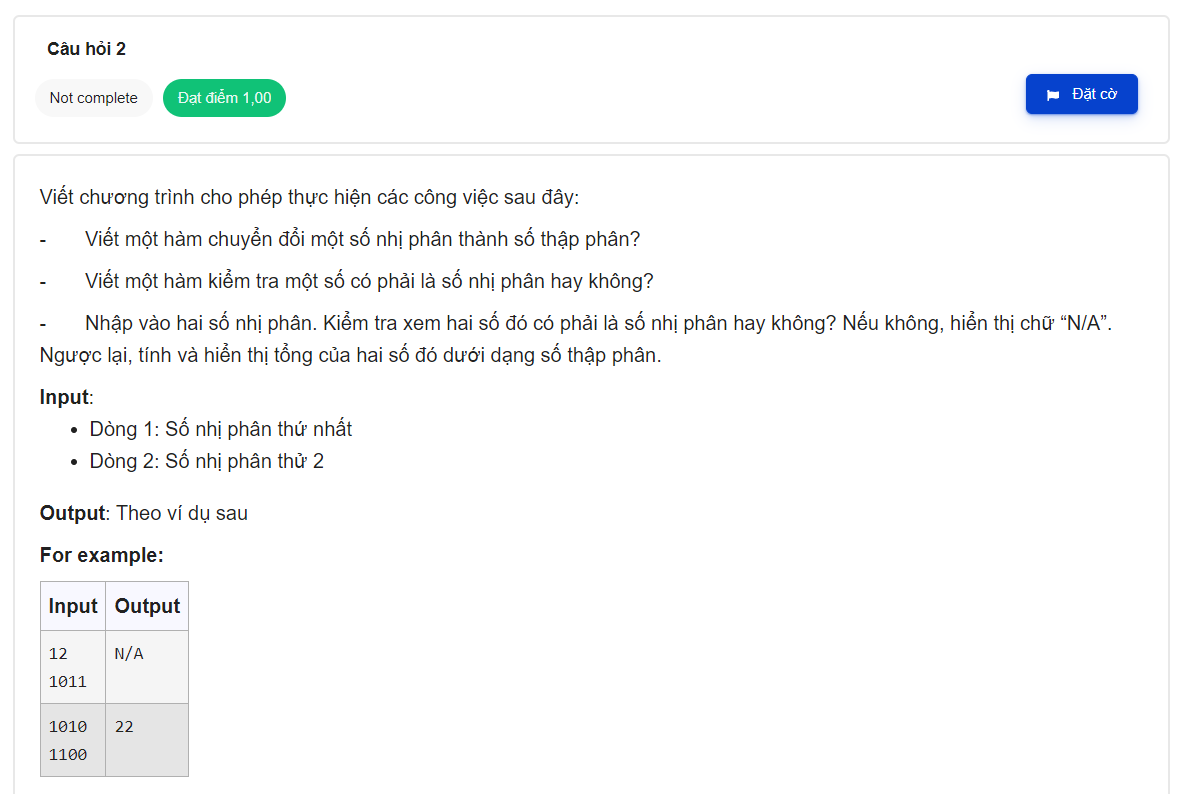 Câu hỏi 2
Not complete
Đạt điểm 1,00
Đặt cờ
Viết chương trình cho phép thực hiện các công việc sau đây:
- Viết một hàm chuyển đổi một số nhị phân thành số thập phân?
- Viết một hàm kiểm tra một số có phải là số nhị phân hay không?
- Nhập vào hai số nhị phân. Kiểm tra xem hai số đó có phải là số nhị phân hay không? Nếu không, hiển thị chữ “N/A”.
Ngược lại, tính và hiển thị tổng của hai số đó dưới dạng số thập phân.
Input:
• Dòng 1: Số nhị phân thứ nhất
• Dòng 2: Số nhị phân thử 2
Output: Theo ví dụ sau
For example:
Input Output
12 N/A
1011
1010 22
1100